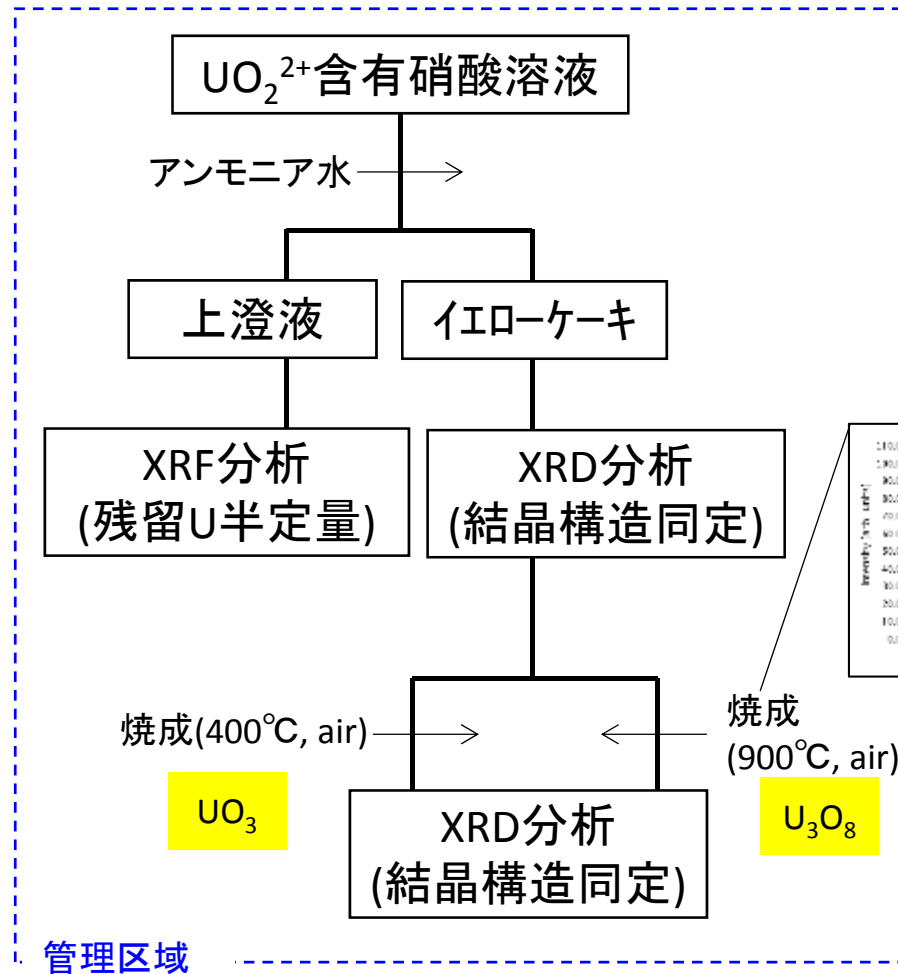 UO₂²⁺含有硝酸溶液
アンモニア水
上澄液
イエローケーキ
XRF分析
(残留U半定量)
XRD分析
(結晶構造同定)
焼成(400℃, air)
UO₃
焼成
(900℃, air)
U₃O₈
XRD分析
(結晶構造同定)
管理区域